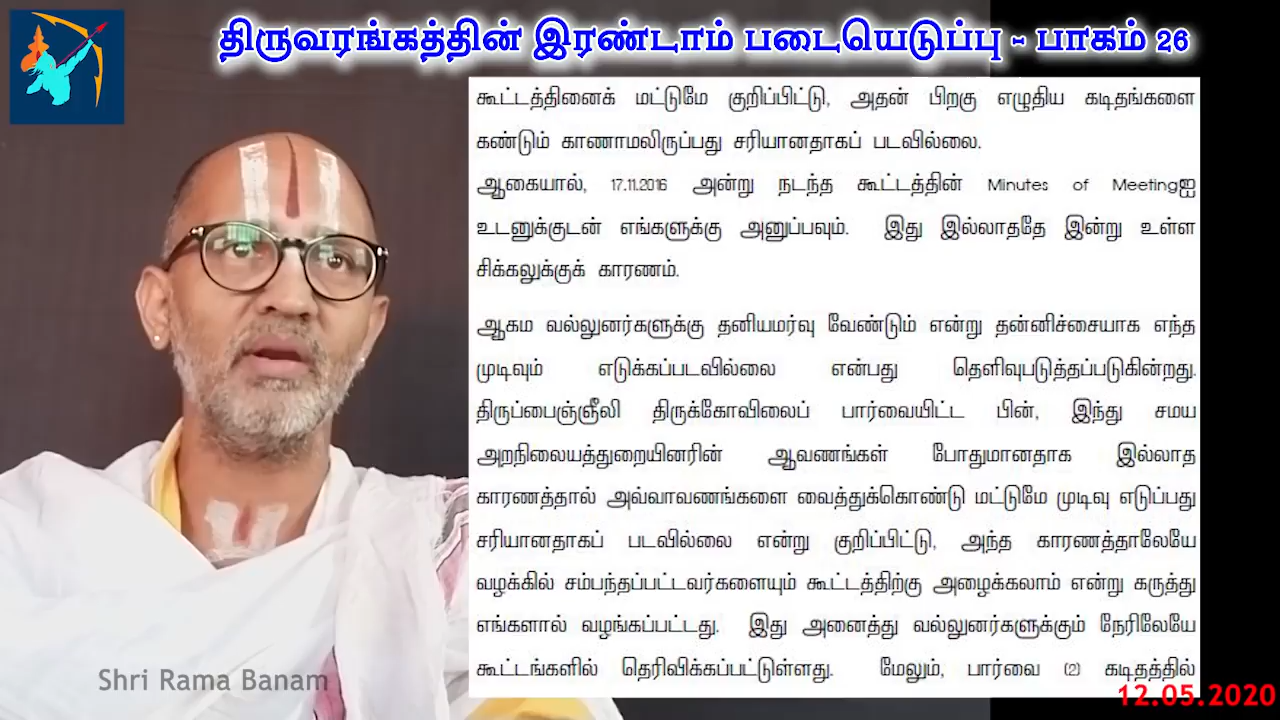 திருவரங்கத்தின் இரண்டாம் படையெடுப்பு - பாகம் 26
கூட்டத்தினைக் மட்டுமே குறிப்பிட்டு, அதன் பிறகு எழுதிய கடிதங்களை
கண்டும் காணாமலிருப்பது சரியானதாகப் படவில்லை.
ஆகையால், 17.11.2016 அன்று நடந்த கூட்டத்தின் Minutes of Meetingஐ
உடனுக்குடன் எங்களுக்கு அனுப்பவும். இது இல்லாததே இன்று உள்ள
சிக்கலுக்குக் காரணம்.
ஆகம வல்லுனர்களுக்கு தனியமர்வு வேண்டும் என்று தன்னிச்சையாக எந்த
முடிவும் எடுக்கப்படவில்லை என்பது தெளிவுபடுத்தப்படுகின்றது.
திருப்பைஞ்ஞீலி திருக்கோவிலைப் பார்வையிட்ட பின், இந்து சமய
அறநிலையத்துறையினரின் ஆவணங்கள் போதுமானதாக இல்லாத
காரணத்தால் அவ்வாவணங்களை வைத்துக்கொண்டு மட்டுமே முடிவு எடுப்பது
சரியானதாகப் படவில்லை என்று குறிப்பிட்டு, அந்த காரணத்தாலேயே
வழக்கில் சம்பந்தப்பட்டவர்களையும் கூட்டத்திற்கு அழைக்கலாம் என்று கருத்து
எங்களால் வழங்கப்பட்டது. இது அனைத்து வல்லுனர்களுக்கும் நேரிலேயே
கூட்டங்களில் தெரிவிக்கப்பட்டுள்ளது. மேலும், பார்வை (2) கடிதத்தில்
Shri Rama Banam
12.05.2020